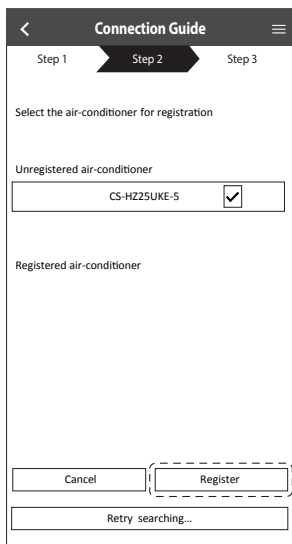 Connection Guide
Step 1 Step 2 Step 3
Select the air-conditioner for registration
Unregistered air-conditioner
CS-HZ25UKE-5
Registered air-conditioner
Cancel Register
Retry searching...